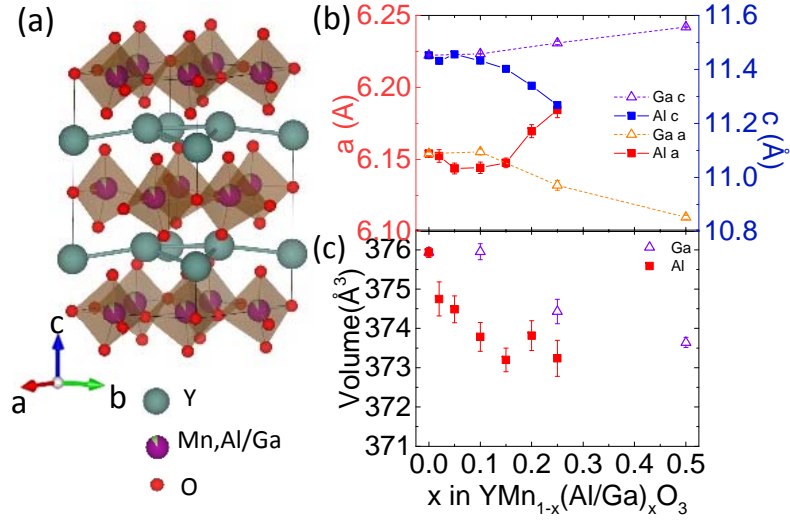 (a)
c
a
b
Y
Mn,Al/Ga
O
(b)
6.25
6.20
6.15
6.10
a (A)
Ga c
Al c
Ga a
Al a
11.6
11.4
11.2
11.0
10.8
c (Å)
(c)
376
375
374
373
372
371
Volume(Å³)
Ga
Al
0.0 0.1 0.2 0.3 0.4 0.5
x in YMn₁₋ₓ(Al/Ga)ₓO₃